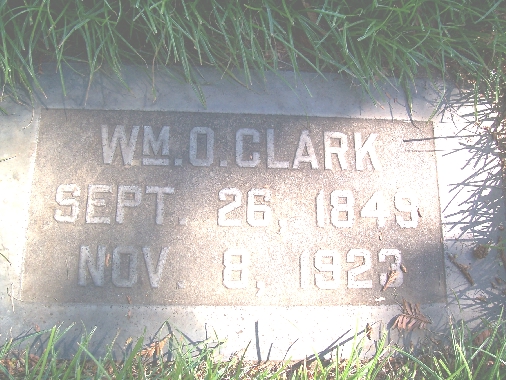 WM. O. CLARK
SEPT. 26, 1849
NOV. 8, 1923